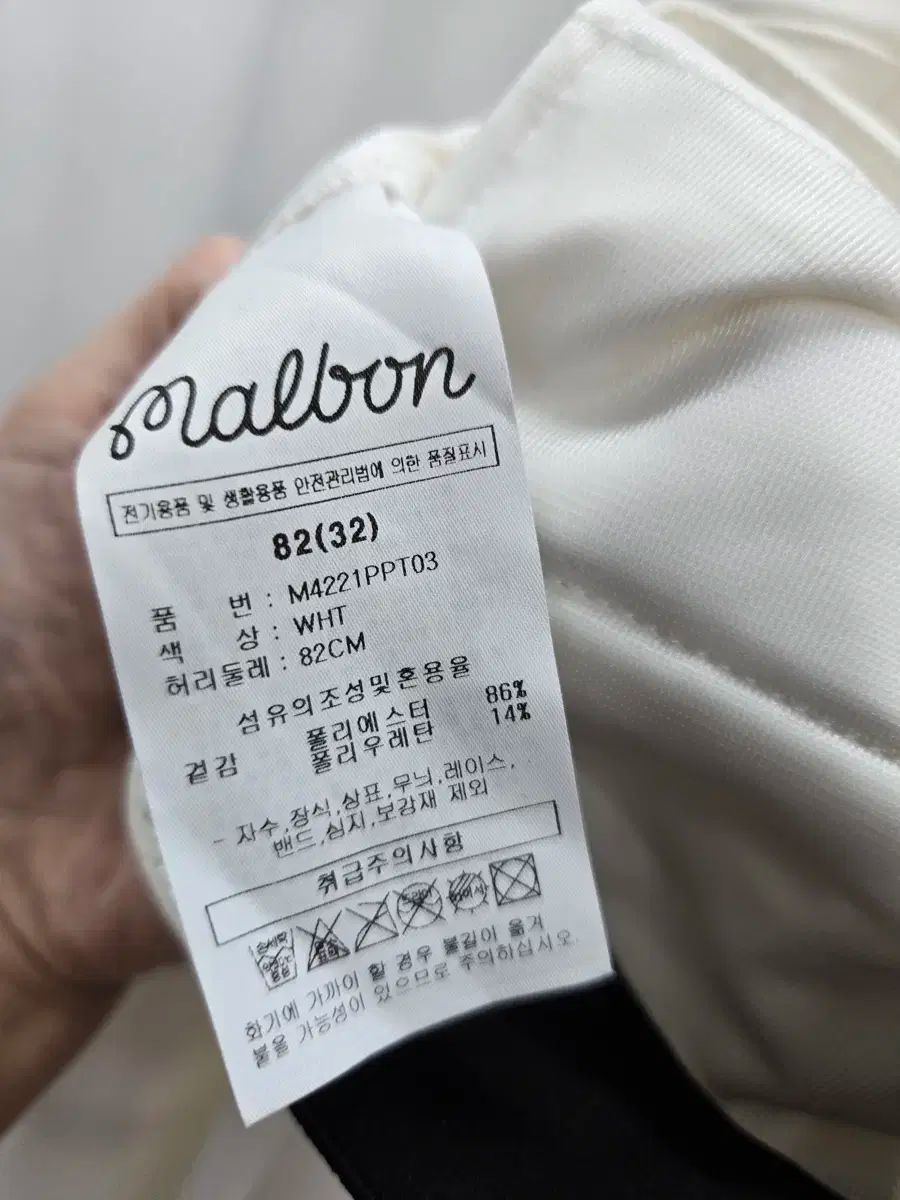 malbon
전기용품 및 생활용품 안전관리법에 의한 품질표시
82(32)
품 번 : M4221PPT03
색 상 : WHT
허리둘레 : 82CM
섬유의조성및혼용율
겉감 폴리에스터 86%
폴리우레탄 14%
- 자수,장식,상표,무늬,레이스,
밴드,심지,보강재 제외
취급주의사항
손세탁
화기에 가까이 할 경우 불길이 옮겨
붙을 가능성이 있으므로 주의하십시오.